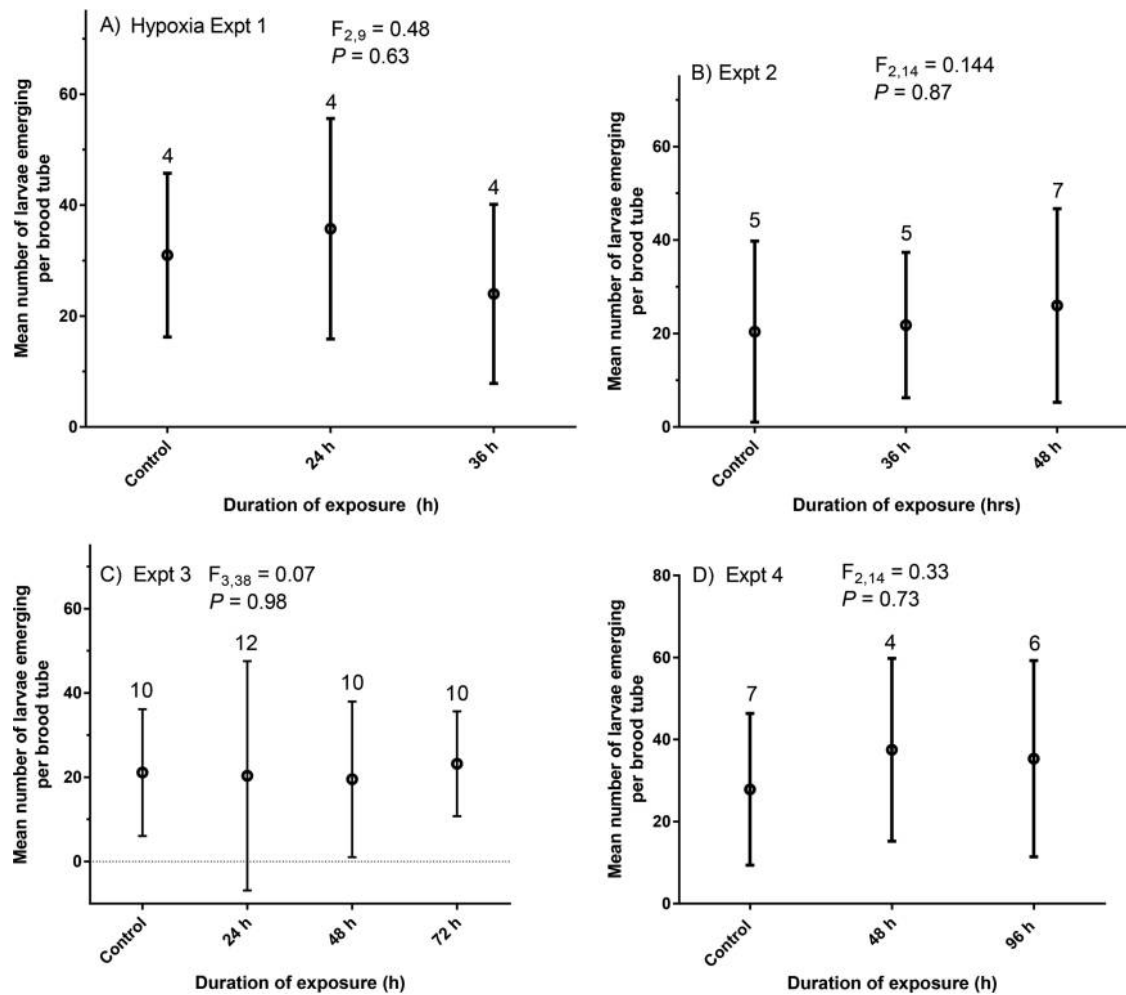 A) Hypoxia Expt 1
F2,9 = 0.48
P = 0.63
Mean number of larvae emerging
per brood tube
60
40
20
0
4
4
4
Control
24 h
36 h
Duration of exposure (h)
B) Expt 2
F2,14 = 0.144
P = 0.87
Mean number of larvae emerging
per brood tube
60
40
20
0
5
5
7
Control
36 h
48 h
Duration of exposure (hrs)
C) Expt 3
F3,38 = 0.07
P = 0.98
Mean number of larvae emerging
per brood tube
60
40
20
0
10
12
10
10
Control
24 h
48 h
72 h
Duration of exposure (h)
D) Expt 4
F2,14 = 0.33
P = 0.73
Mean number of larvae emerging
per brood tube
80
60
40
20
0
7
4
6
Control
48 h
96 h
Duration of exposure (h)